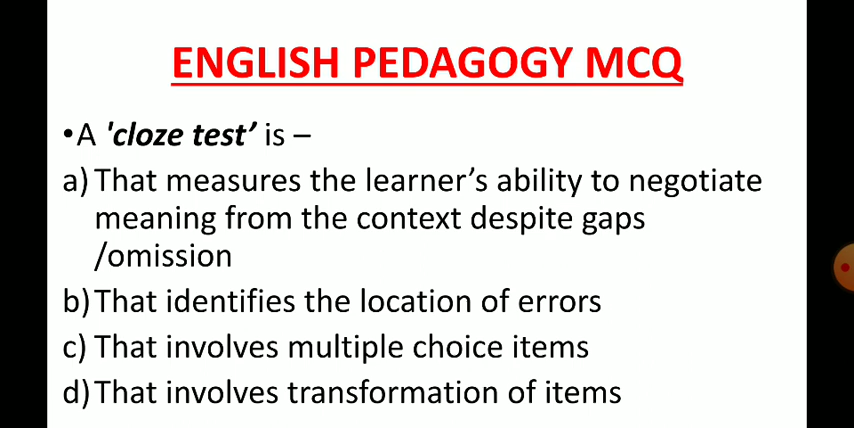 ENGLISH PEDAGOGY MCQ
•A 'cloze test’ is –
a) That measures the learner’s ability to negotiate
meaning from the context despite gaps
/omission
b) That identifies the location of errors
c) That involves multiple choice items
d) That involves transformation of items